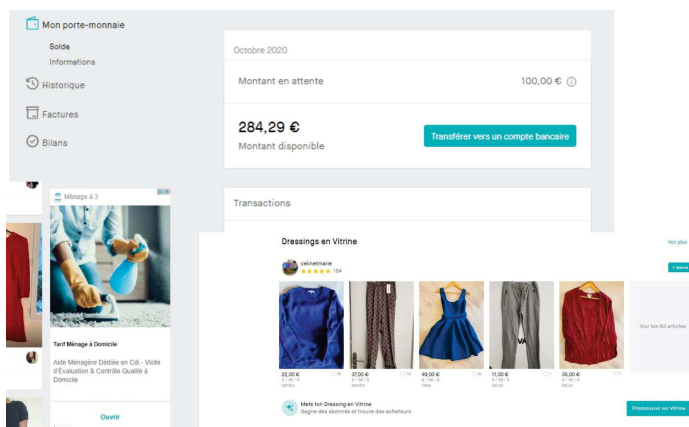 Mon porte-monnaie
Solde
Informations
Historique
Factures
Bilans
Octobre 2020
Montant en attente
100,00 €
284,29 €
Montant disponible
Transférer vers un compte bancaire
Transactions
Ménage à 3
Tarif Ménage à Domicile
Aide Ménagère Dédiée en Cdi - Visite
d'Évaluation & Contrôle Qualité à
Domicile
Ouvrir
Dressings en Vitrine
Voir plus
celinetmarie
184
22,00 €
37,00 €
49,00 €
11,00 €
35,00 €
Voir les 60 articles
Mets ton Dressing en Vitrine
Gagne des abonnés et trouve des acheteurs
Promouvoir en Vitrine